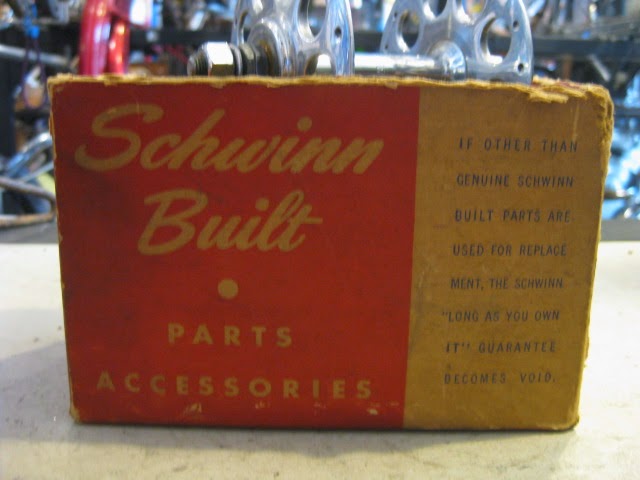 Schwinn
Built
PARTS
ACCESSORIES
IF OTHER THAN
GENUINE SCHWINN
BUILT PARTS ARE
USED FOR REPLACE
MENT, THE SCHWINN
"LONG AS YOU OWN
IT" GUARANTEE
BECOMES VOID.